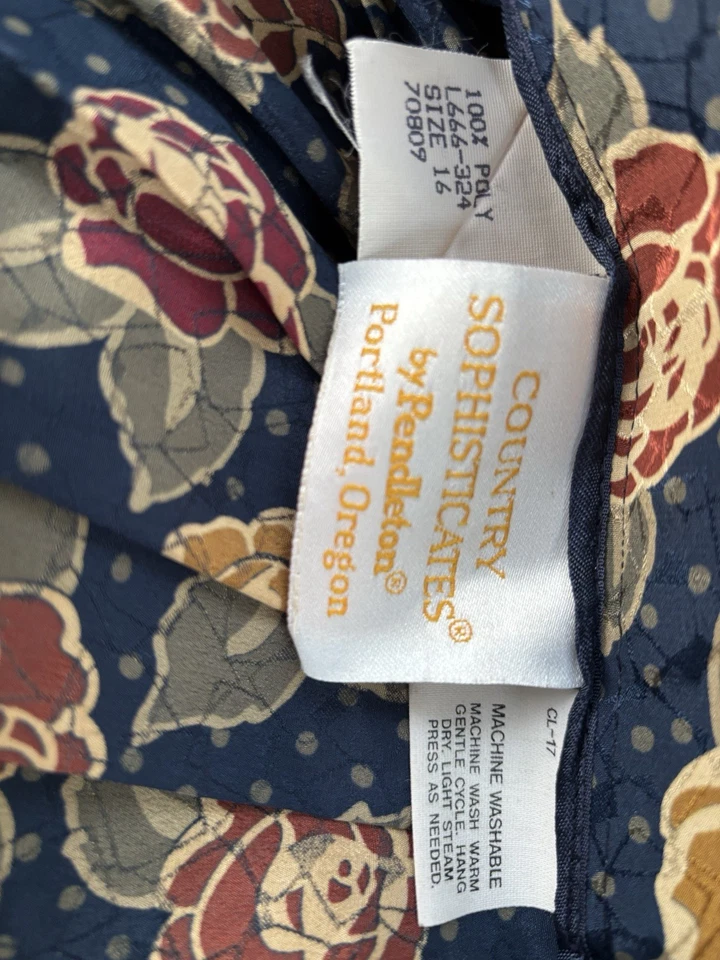 100% POLY
L666-324
SIZE 16
70809
COUNTRY
SOPHISTICATES®
by Pendleton®
Portland, Oregon
CL-17
MACHINE WASHABLE
MACHINE WASH WARM
GENTLE CYCLE. HANG
DRY. LIGHT STEAM
PRESS AS NEEDED.